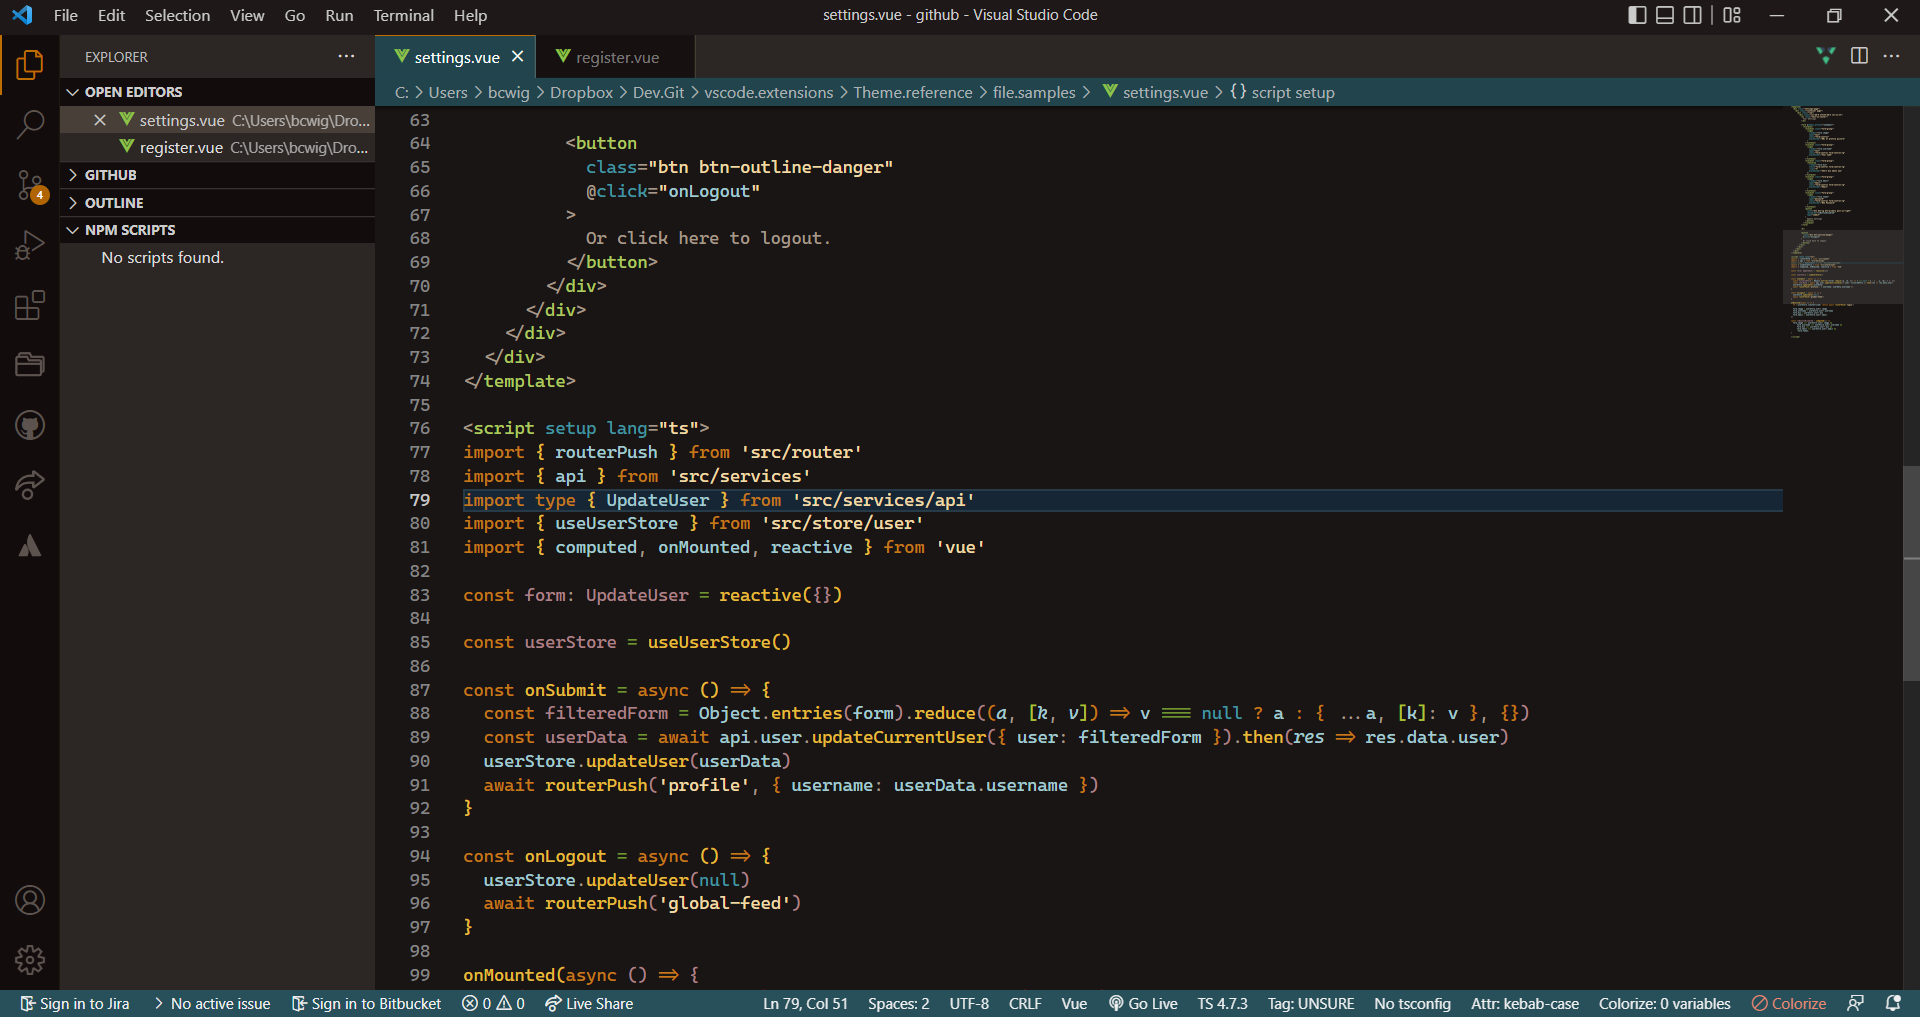 File Edit Selection View Go Run Terminal Help
settings.vue - github - Visual Studio Code
EXPLORER
settings.vue
register.vue
OPEN EDITORS
C: Users bcwig Dropbox Dev.Git vscode.extensions Theme.reference file.samples settings.vue {} script setup
settings.vue C:\Users\bcwig\Dro...
register.vue C:\Users\bcwig\Dro...
GITHUB
4
OUTLINE
NPM SCRIPTS
No scripts found.
63
64 <button
65 class="btn btn-outline-danger"
66 @click="onLogout"
67 >
68 Or click here to logout.
69 </button>
70 </div>
71 </div>
72 </div>
73 </div>
74 </template>
75
76 <script setup lang="ts">
77 import { routerPush } from 'src/router'
78 import { api } from 'src/services'
79 import type { UpdateUser } from 'src/services/api'
80 import { useUserStore } from 'src/store/user'
81 import { computed, onMounted, reactive } from 'vue'
82
83 const form: UpdateUser = reactive({})
84
85 const userStore = useUserStore()
86
87 const onSubmit = async () => {
88 const filteredForm = Object.entries(form).reduce((a, [k, v]) => v === null ? a : { ...a, [k]: v }, {})
89 const userData = await api.user.updateCurrentUser({ user: filteredForm }).then(res => res.data.user)
90 userStore.updateUser(userData)
91 await routerPush('profile', { username: userData.username })
92 }
93
94 const onLogout = async () => {
95 userStore.updateUser(null)
96 await routerPush('global-feed')
97 }
98
99 onMounted(async () => {
Sign in to Jira > No active issue Sign in to Bitbucket 0 0 Live Share Ln 79, Col 51 Spaces: 2 UTF-8 CRLF Vue Go Live TS 4.7.3 Tag: UNSURE No tsconfig Attr: kebab-case Colorize: 0 variables Colorize